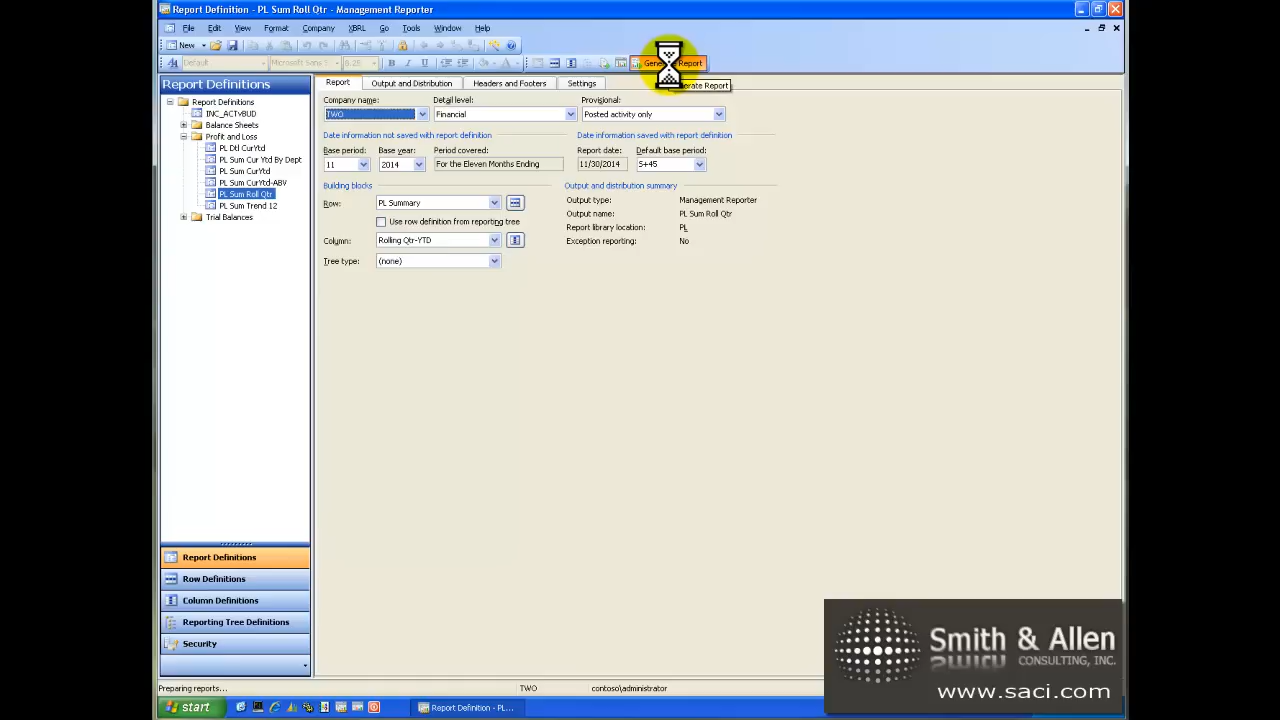 Report Definition - PL Sum Roll Qtr - Management Reporter
File Edit View Format Company XBRL Go Tools Window Help
New
Default Microsoft Sans S 8.25 B I U A Report
Generate Report
Report Definitions
Report Definitions
INC_ACTvBUD
Balance Sheets
Profit and Loss
PL Dtl CurYtd
PL Sum Cur Ytd By Dept
PL Sum CurYtd
PL Sum CurYtd-ABV
PL Sum Roll Qtr
PL Sum Trend 12
Trial Balances
Report Output and Distribution Headers and Footers Settings
Company name: Detail level: Provisional:
TWO Financial Posted activity only
Date information not saved with report definition Date information saved with report definition
Base period: Base year: Period covered: Report date: Default base period:
11 2014 For the Eleven Months Ending 11/30/2014 S+45
Building blocks Output and distribution summary
Row: PL Summary
Use row definition from reporting tree
Column: Rolling Qtr-YTD
Tree type: (none)
Output type: Management Reporter
Output name: PL Sum Roll Qtr
Report library location: PL
Exception reporting: No
Report Definitions
Row Definitions
Column Definitions
Reporting Tree Definitions
Security
Smith & Allen
CONSULTING, INC.
www.saci.com
Preparing reports... TWO contoso\administrator
start Report Definition - PL...